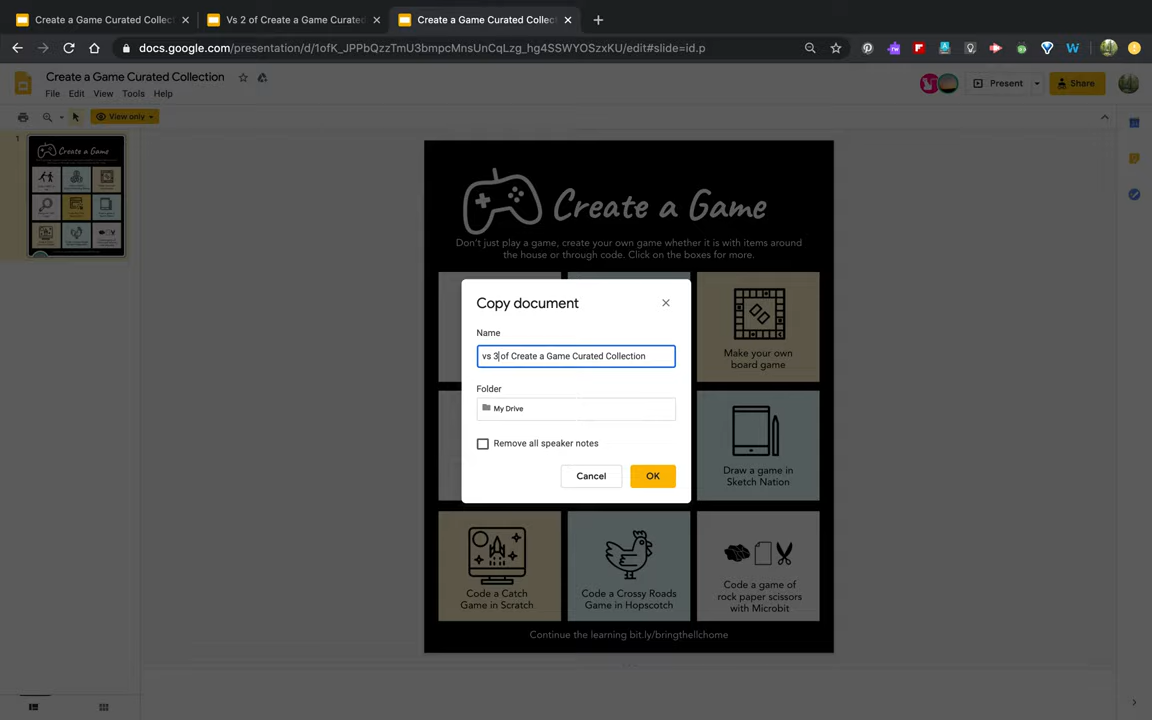 Create a Game Curated Collec
Vs 2 of Create a Game Curated
Create a Game Curated Collec
docs.google.com/presentation/d/1ofK_JPPbQzzTmU3bmpcMnsUnCqLzg_hg4SSWYOSzxKU/edit#slide=id.p
Create a Game Curated Collection
File Edit View Tools Help
Present
Share
View only
1
Create a Game
Create a Game
Don't just play a game, create your own game whether it is with items around
the house or through code. Click on the boxes for more.
Copy document
Name
vs 3 of Create a Game Curated Collection
Folder
My Drive
Remove all speaker notes
Cancel OK
Make your own
board game
Draw a game in
Sketch Nation
Code a Catch
Game in Scratch
Code a Crossy Roads
Game in Hopscotch
Code a game of
rock paper scissors
with Microbit
Continue the learning bit.ly/bringthellchome